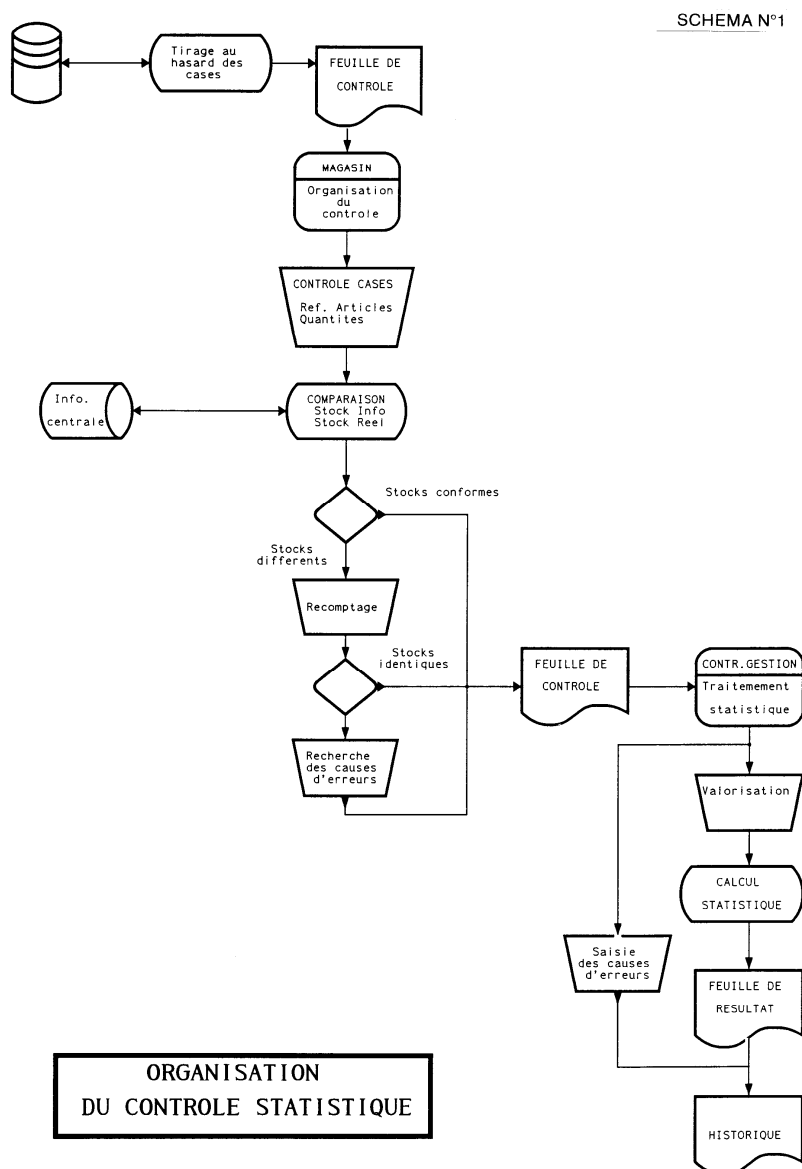 SCHEMA N°1
Tirage au
hasard des
cases
FEUILLE DE
CONTROLE
MAGASIN
Organisation
du
controle
CONTROLE CASES
Ref. Articles
Quantites
Info.
centrale
COMPARAISON
Stock Info
Stock Reel
Stocks conformes
Stocks
differents
Recomptage
Stocks
identiques
FEUILLE DE
CONTROLE
CONTR.GESTION
Traitemement
statistique
Recherche
des causes
d'erreurs
Valorisation
CALCUL
STATISTIQUE
Saisie
des causes
d'erreurs
FEUILLE DE
RESULTAT
HISTORIQUE
ORGANISATION
DU CONTROLE STATISTIQUE